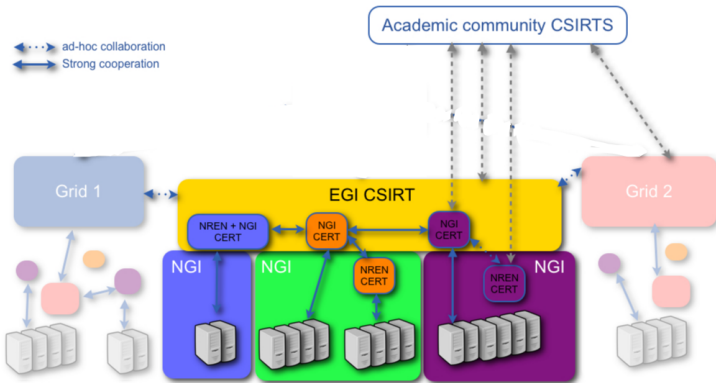 Academic community CSIRTS
ad-hoc collaboration
Strong cooperation
Grid 1
EGI CSIRT
Grid 2
NREN + NGI
CERT
NGI
CERT
NGI
CERT
NGI
NGI
NGI
NREN
CERT
NREN
CERT